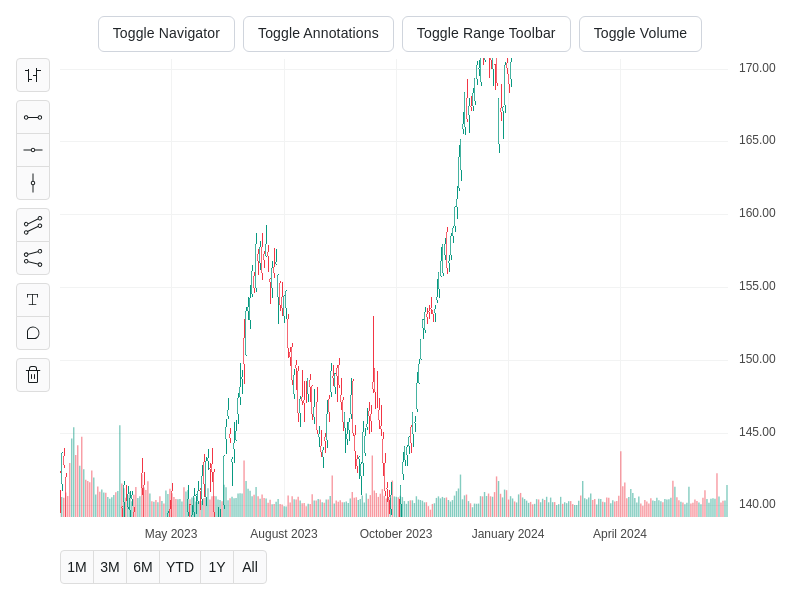 Toggle Navigator Toggle Annotations Toggle Range Toolbar Toggle Volume
170.00
165.00
160.00
155.00
150.00
145.00
140.00
May 2023 August 2023 October 2023 January 2024 April 2024
1M 3M 6M YTD 1Y All